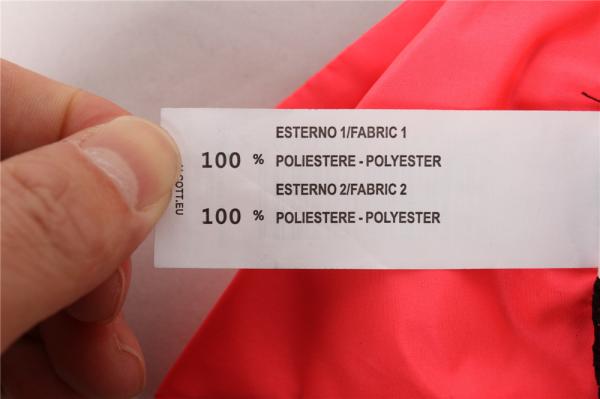 ESTERNO 1/FABRIC 1
100 % POLIESTERE - POLYESTER
ESTERNO 2/FABRIC 2
100 % POLIESTERE - POLYESTER